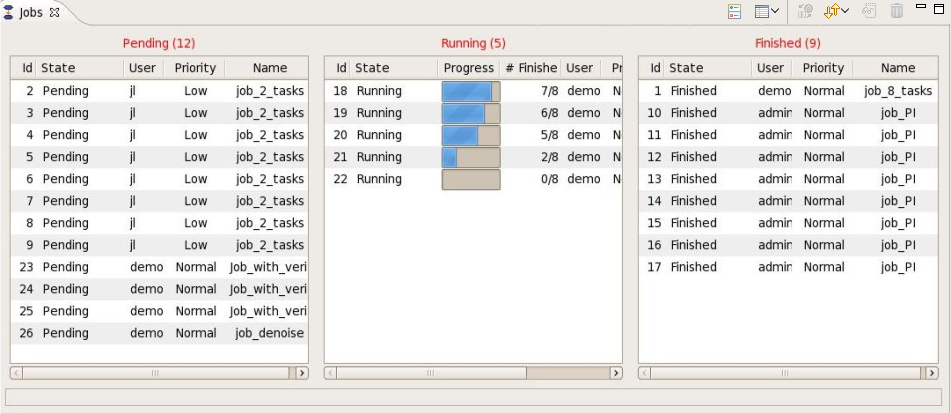 Jobs
Pending (12)
Id State User Priority Name
2 Pending jl Low job_2_tasks
3 Pending jl Low job_2_tasks
4 Pending jl Low job_2_tasks
5 Pending jl Low job_2_tasks
6 Pending jl Low job_2_tasks
7 Pending jl Low job_2_tasks
8 Pending jl Low job_2_tasks
9 Pending jl Low job_2_tasks
23 Pending demo Normal Job_with_veri
24 Pending demo Normal Job_with_veri
25 Pending demo Normal Job_with_veri
26 Pending demo Normal job_denoise
Running (5)
Id State Progress # Finishe User Pr
18 Running 7/8 demo N
19 Running 6/8 demo N
20 Running 5/8 demo N
21 Running 2/8 demo N
22 Running 0/8 demo N
Finished (9)
Id State User Priority Name
1 Finished demo Normal job_8_tasks
10 Finished admin Normal job_PI
11 Finished admin Normal job_PI
12 Finished admin Normal job_PI
13 Finished admin Normal job_PI
14 Finished admin Normal job_PI
15 Finished admin Normal job_PI
16 Finished admin Normal job_PI
17 Finished admin Normal job_PI